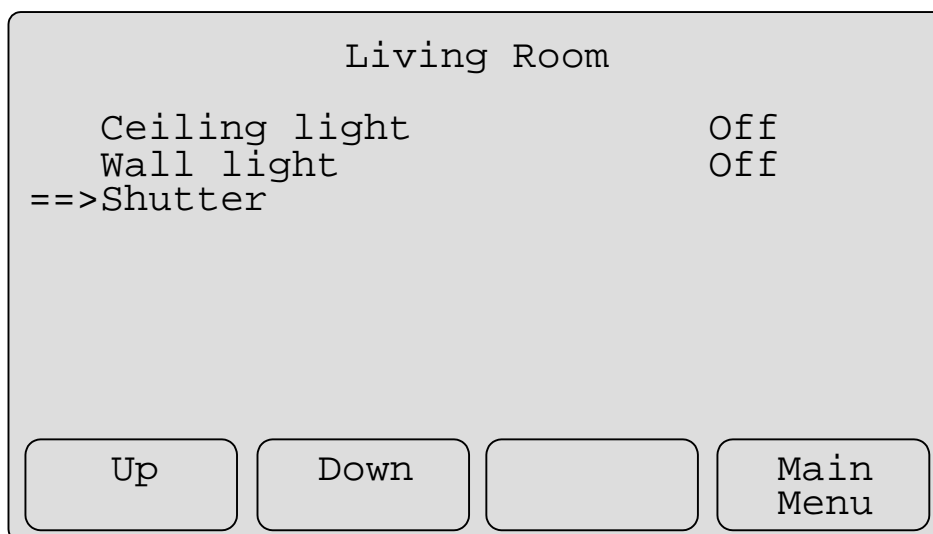 Living Room
Ceiling light Off
Wall light Off
==>Shutter
Up Down Main
Menu